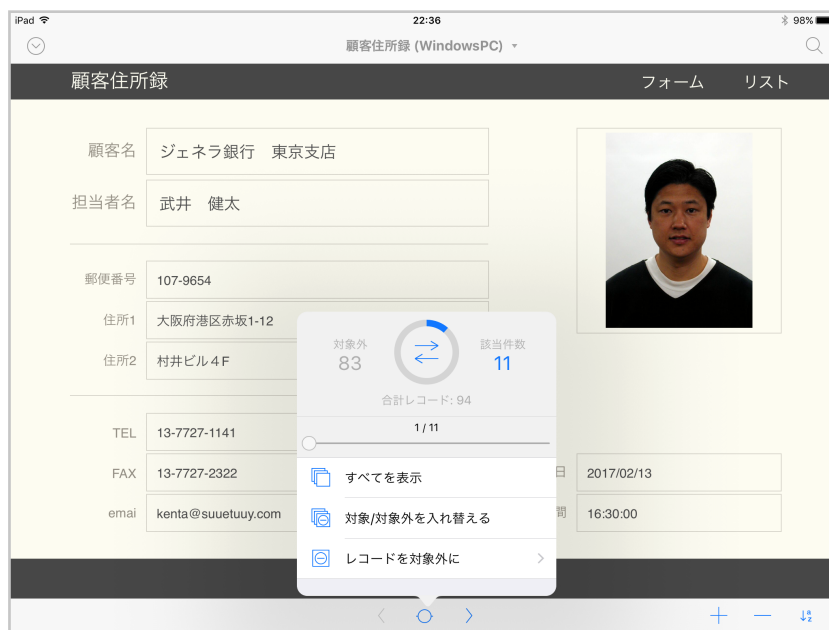 iPad 22:36 98%
顧客住所録 (WindowsPC)
顧客住所録 フォーム リスト
顧客名 ジェネラ銀行 東京支店
担当者名 武井 健太
郵便番号 107-9654
住所1 大阪府港区赤坂1-12
住所2 村井ビル4F
対象外 該当件数
83 11
合計レコード: 94
1 / 11
TEL 13-7727-1141
FAX 13-7727-2322
日 2017/02/13
emai kenta@suuetuuy.com
間 16:30:00
すべてを表示
対象/対象外を入れ替える
レコードを対象外に